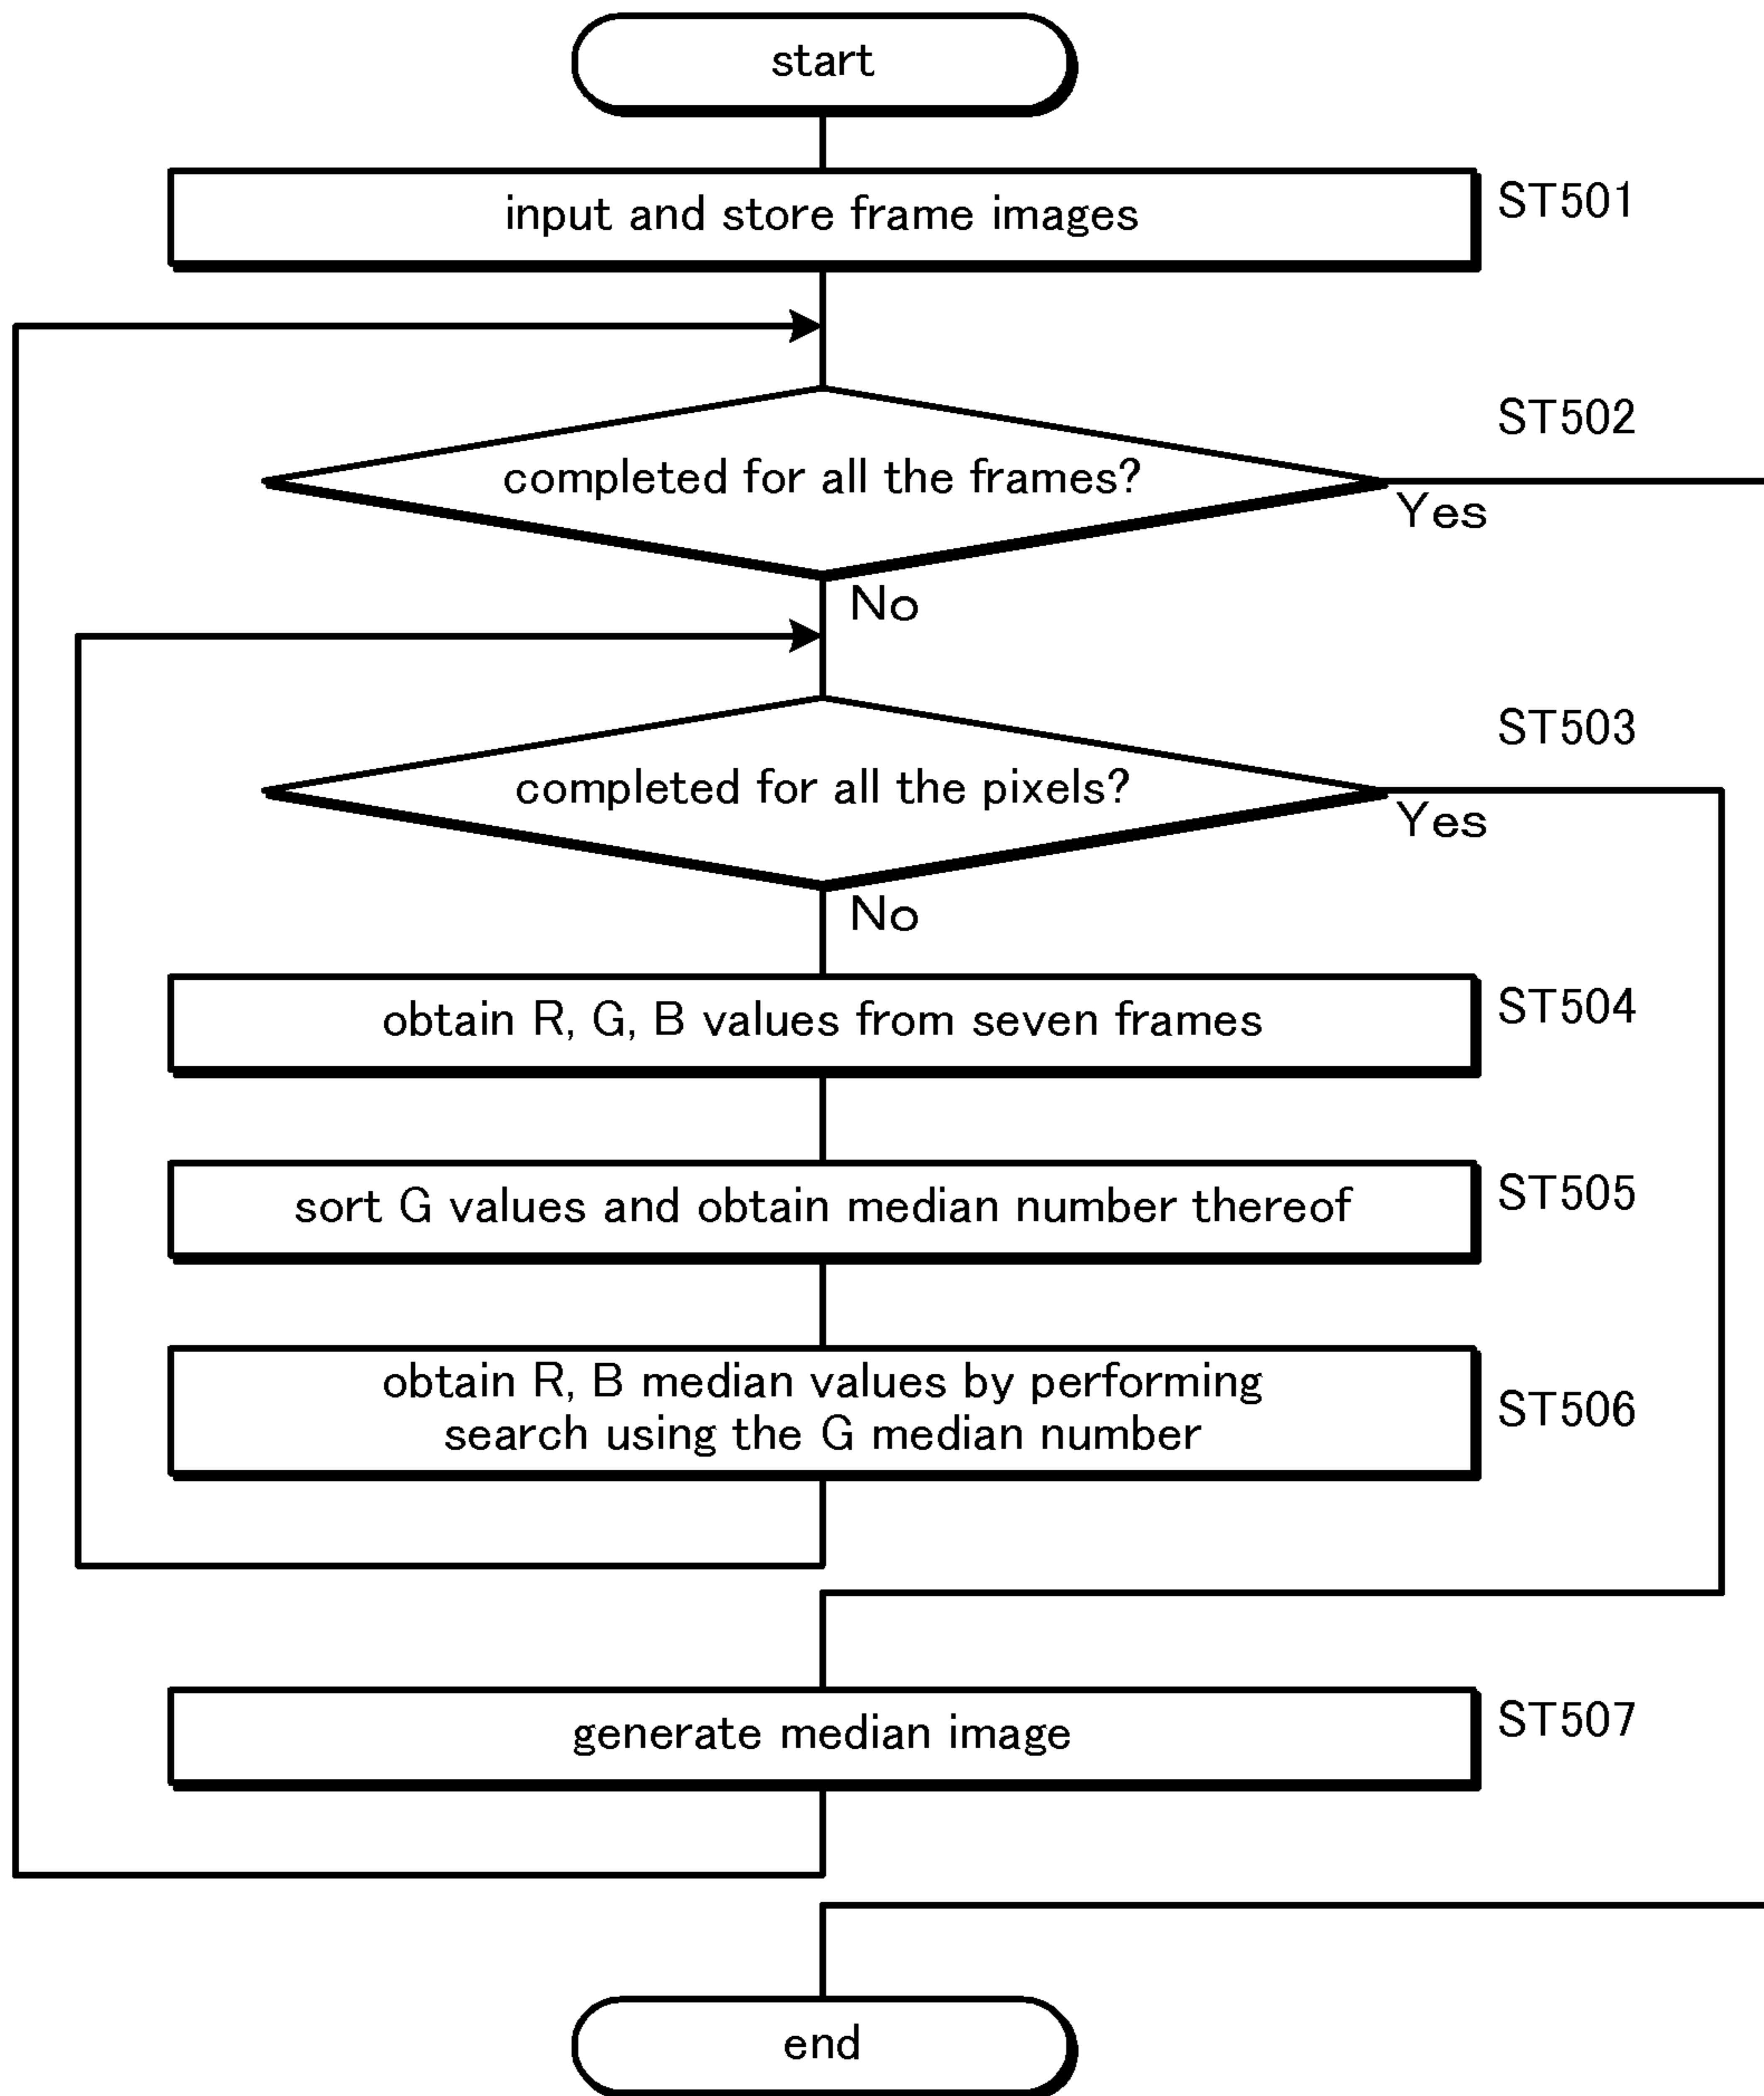 start
input and store frame images
ST501
ST502
completed for all the frames?
Yes
No
ST503
completed for all the pixels?
Yes
No
obtain R, G, B values from seven frames
ST504
sort G values and obtain median number thereof
ST505
obtain R, B median values by performing
search using the G median number
ST506
generate median image
ST507
end